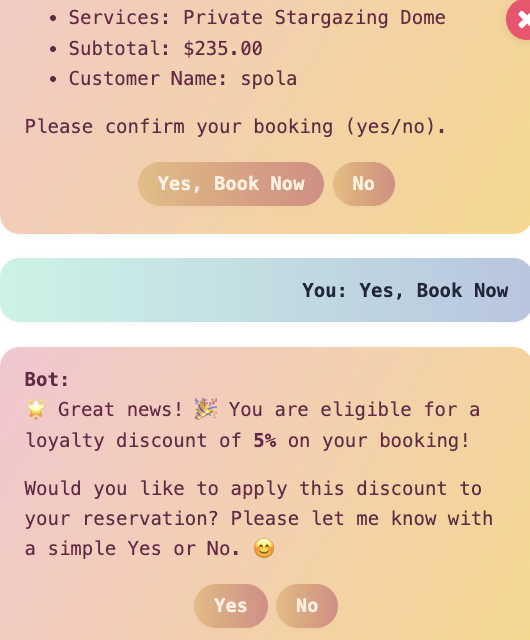 • Services: Private Stargazing Dome
• Subtotal: $235.00
• Customer Name: spola
Please confirm your booking (yes/no).
Yes, Book Now No
You: Yes, Book Now
Bot:
🌟 Great news! 🎉 You are eligible for a
loyalty discount of 5% on your booking!
Would you like to apply this discount to
your reservation? Please let me know with
a simple Yes or No. 😊
Yes No